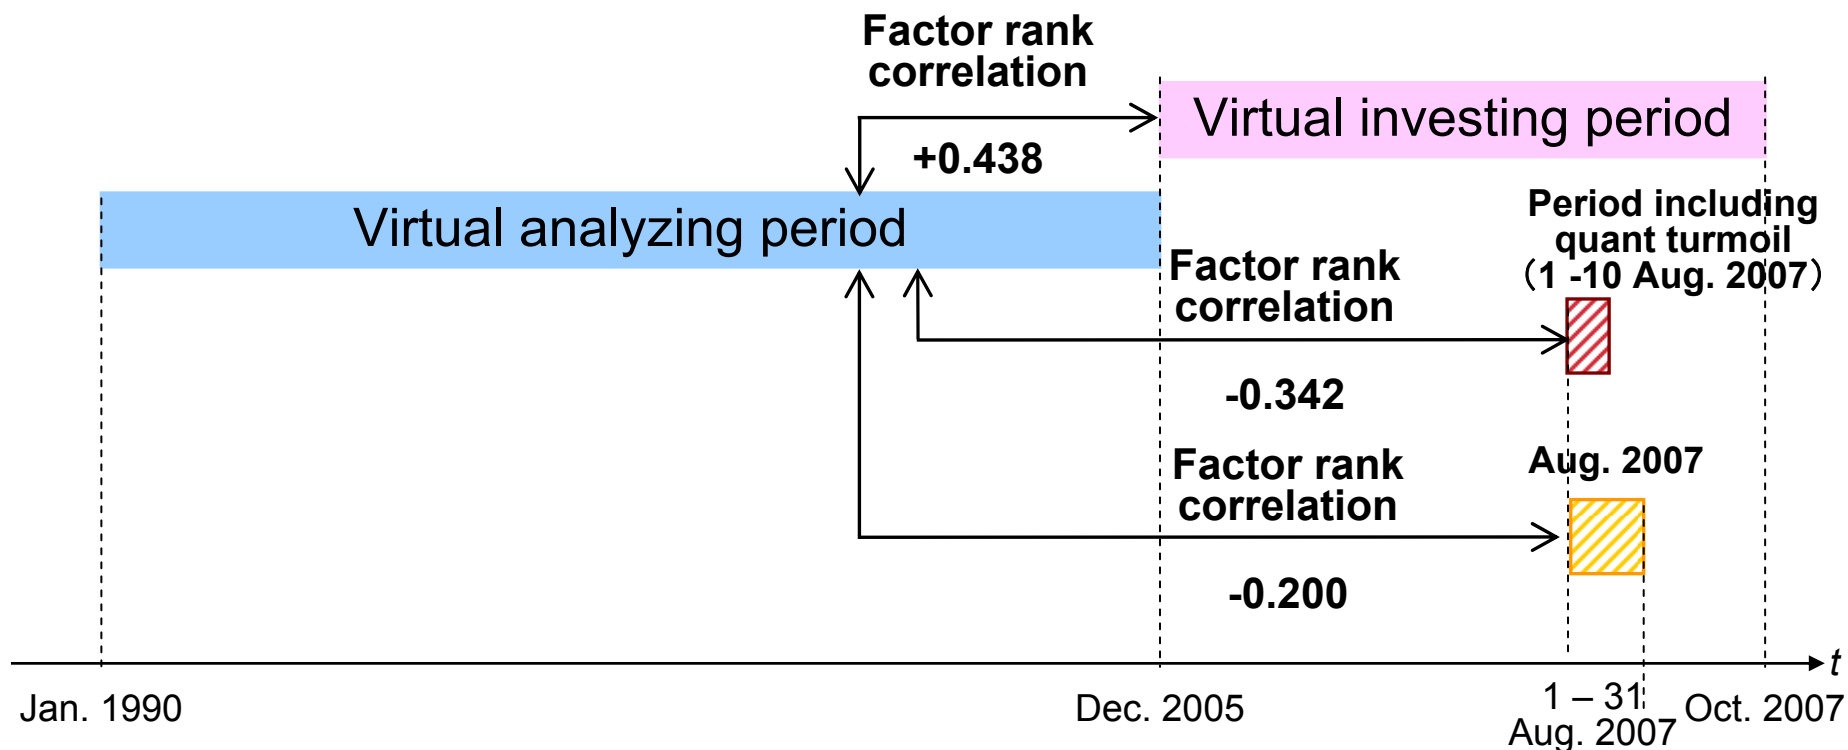 Factor rank
correlation
+0.438
Virtual investing period
Virtual analyzing period
Period including
quant turmoil
（1 -10 Aug. 2007）
Factor rank
correlation
-0.342
Factor rank
correlation
-0.200
Aug. 2007
t
Jan. 1990
Dec. 2005
1 – 31
Aug. 2007
Oct. 2007